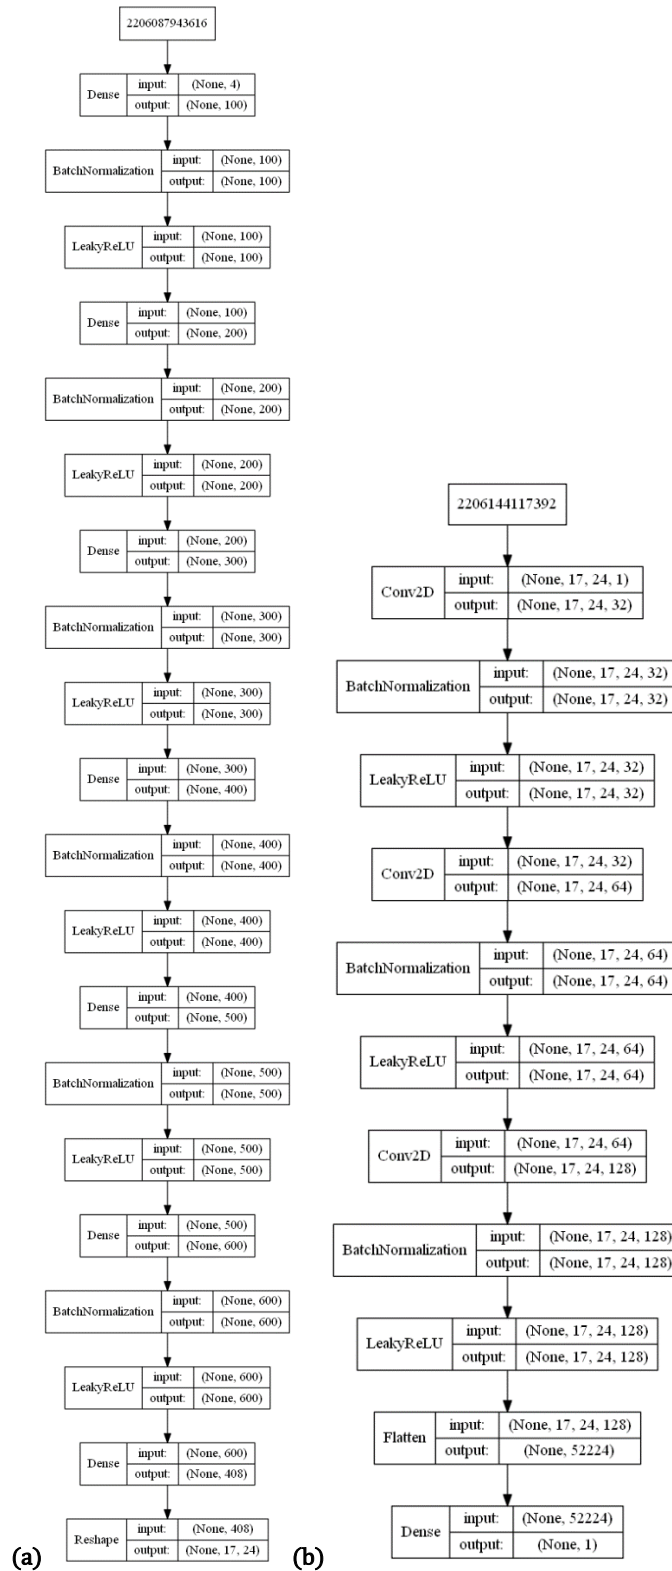 2206087943616
Dense input: (None, 4)
output: (None, 100)
BatchNormalization input: (None, 100)
output: (None, 100)
LeakyReLU input: (None, 100)
output: (None, 100)
Dense input: (None, 100)
output: (None, 200)
BatchNormalization input: (None, 200)
output: (None, 200)
LeakyReLU input: (None, 200)
output: (None, 200)
Dense input: (None, 200)
output: (None, 300)
BatchNormalization input: (None, 300)
output: (None, 300)
LeakyReLU input: (None, 300)
output: (None, 300)
Dense input: (None, 300)
output: (None, 400)
BatchNormalization input: (None, 400)
output: (None, 400)
LeakyReLU input: (None, 400)
output: (None, 400)
Dense input: (None, 400)
output: (None, 500)
BatchNormalization input: (None, 500)
output: (None, 500)
LeakyReLU input: (None, 500)
output: (None, 500)
Dense input: (None, 500)
output: (None, 600)
BatchNormalization input: (None, 600)
output: (None, 600)
LeakyReLU input: (None, 600)
output: (None, 600)
Dense input: (None, 600)
output: (None, 408)
Reshape input: (None, 408)
output: (None, 17, 24)
(a)
2206144117392
Conv2D input: (None, 17, 24, 1)
output: (None, 17, 24, 32)
BatchNormalization input: (None, 17, 24, 32)
output: (None, 17, 24, 32)
LeakyReLU input: (None, 17, 24, 32)
output: (None, 17, 24, 32)
Conv2D input: (None, 17, 24, 32)
output: (None, 17, 24, 64)
BatchNormalization input: (None, 17, 24, 64)
output: (None, 17, 24, 64)
LeakyReLU input: (None, 17, 24, 64)
output: (None, 17, 24, 64)
Conv2D input: (None, 17, 24, 64)
output: (None, 17, 24, 128)
BatchNormalization input: (None, 17, 24, 128)
output: (None, 17, 24, 128)
LeakyReLU input: (None, 17, 24, 128)
output: (None, 17, 24, 128)
Flatten input: (None, 17, 24, 128)
output: (None, 52224)
Dense input: (None, 52224)
output: (None, 1)
(b)